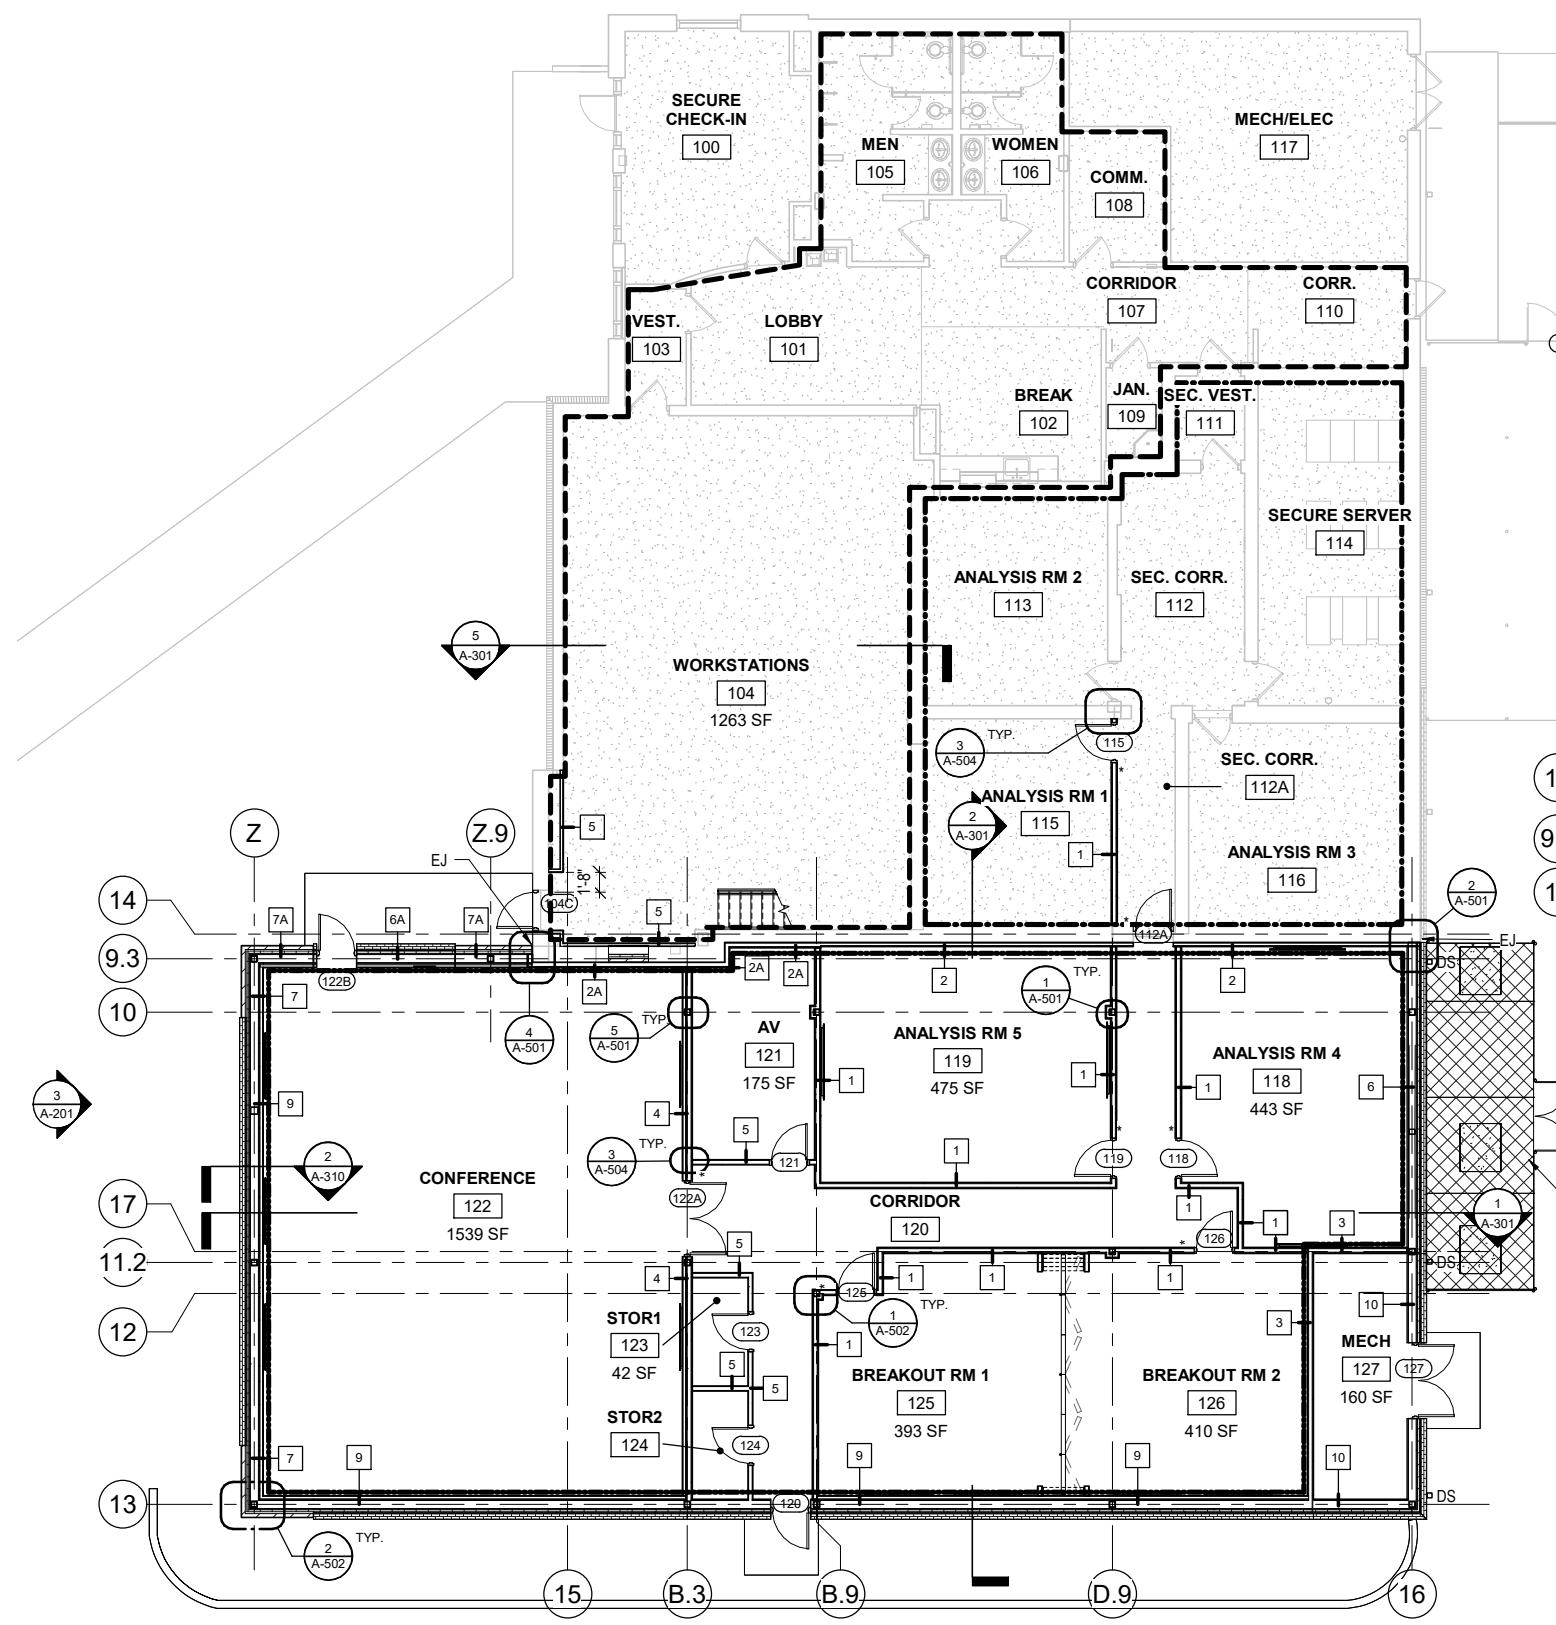 SECURE
CHECK-IN
100
MEN
105
WOMEN
106
COMM.
108
MECH/ELEC
117
VEST.
103
LOBBY
101
CORRIDOR
107
CORR.
110
BREAK
102
JAN.
109
SEC. VEST.
111
SECURE SERVER
114
ANALYSIS RM 2
113
SEC. CORR.
112
5
A-301
WORKSTATIONS
104
1263 SF
3
A-504
TYP.
115
SEC. CORR.
112A
ANALYSIS RM 1
115
2
A-301
1
ANALYSIS RM 3
116
5
1'-8"
Z
Z.9
EJ
104C
14
7A
6A
7A
5
112A
2
A-501
EJ
DS
9.3
122B
7
2A
2A
2A
2
2
10
4
A-501
5
A-501
TYP.
1
A-501
TYP.
AV
121
175 SF
ANALYSIS RM 5
119
475 SF
ANALYSIS RM 4
118
443 SF
1
1
1
6
3
A-201
9
4
5
2
A-310
3
A-504
TYP.
121
1
119
118
CONFERENCE
122
1539 SF
122A
CORRIDOR
120
1
1
3
1
A-301
17
11.2
12
5
4
126
1
1
1
125
DS
1
A-502
TYP.
3
10
STOR1
123
42 SF
123
1
5
5
STOR2
124
124
BREAKOUT RM 1
125
393 SF
BREAKOUT RM 2
126
410 SF
MECH
127
160 SF
127
7
9
9
9
10
13
120
DS
2
A-502
TYP.
15
B.3
B.9
D.9
16
1
9
1